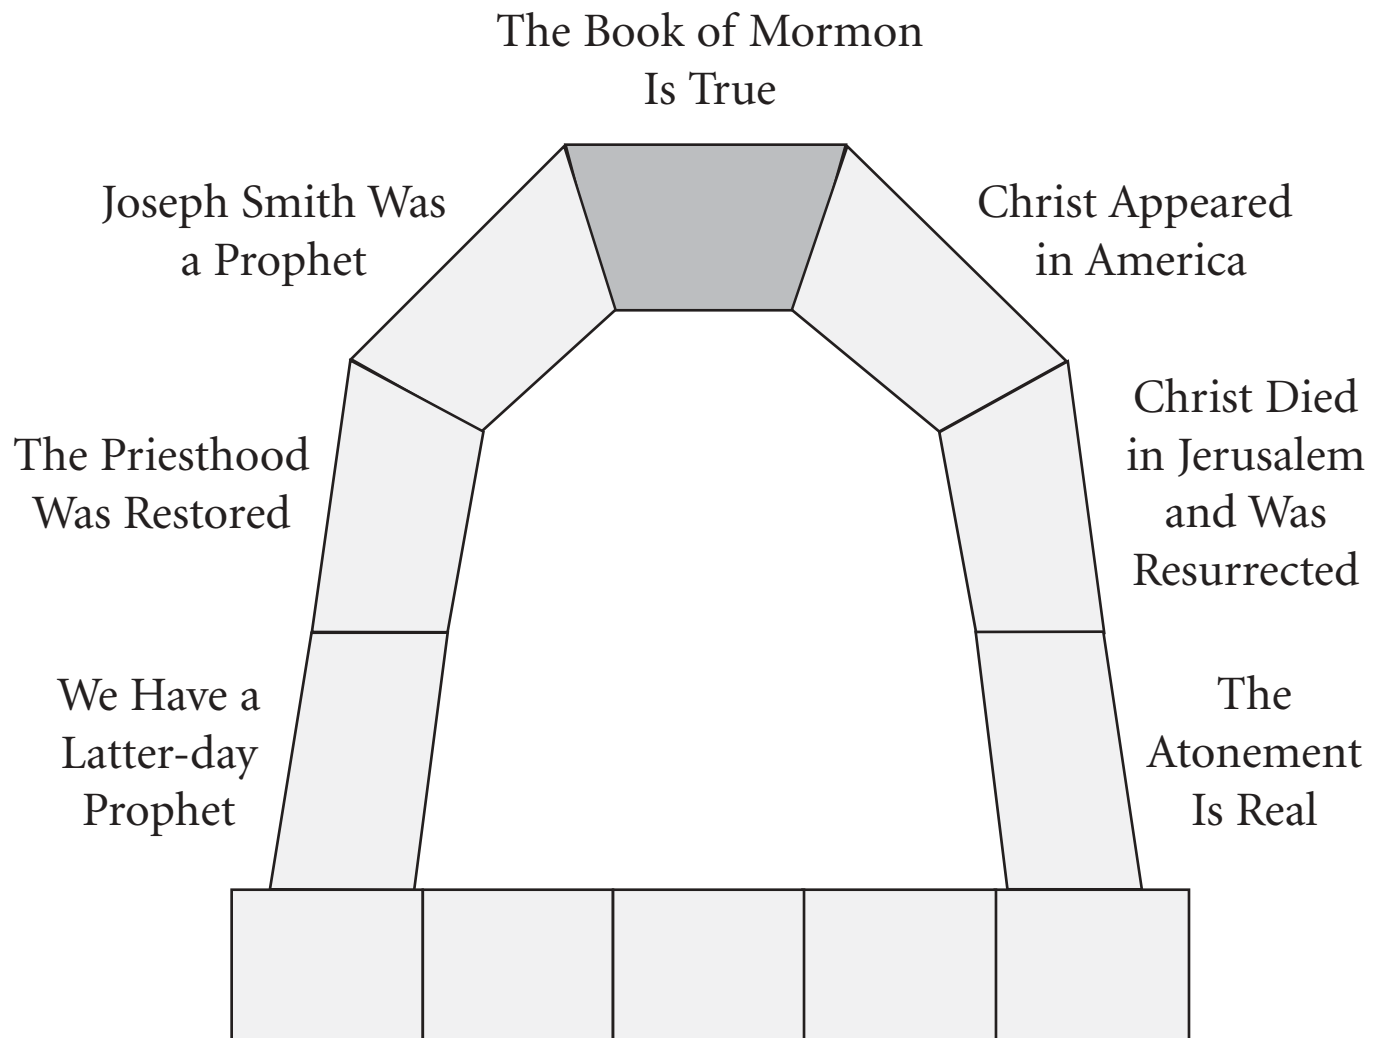 The Book of Mormon
Is True
Joseph Smith Was
a Prophet
Christ Appeared
in America
The Priesthood
Was Restored
Christ Died
in Jerusalem
and Was
Resurrected
We Have a
Latter-day
Prophet
The
Atonement
Is Real